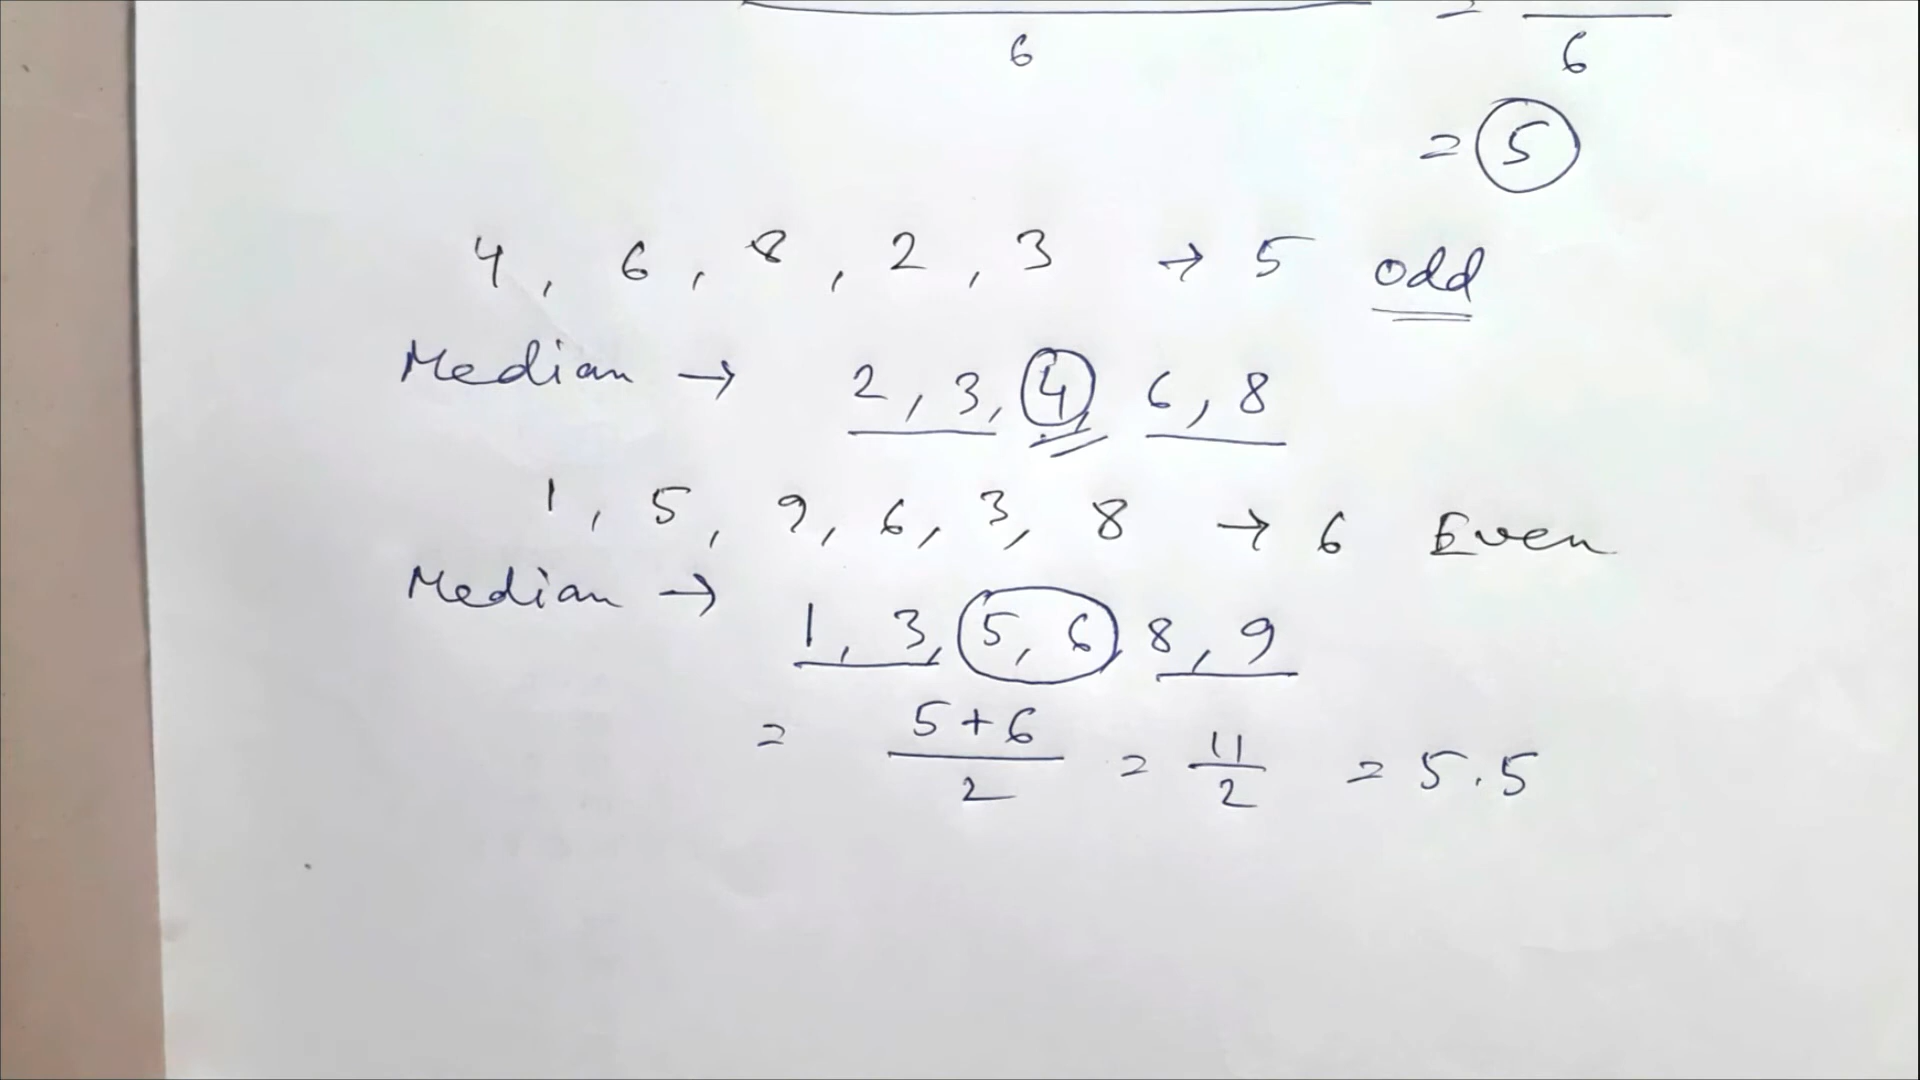 6 = 6
= 5
4, 6, 8, 2, 3 → 5 odd
Median → 2, 3, 4, 6, 8
1, 5, 9, 6, 3, 8 → 6 Even
Median →
1, 3, 5, 6 8, 9
= 5+6/2 = 11/2 = 5.5